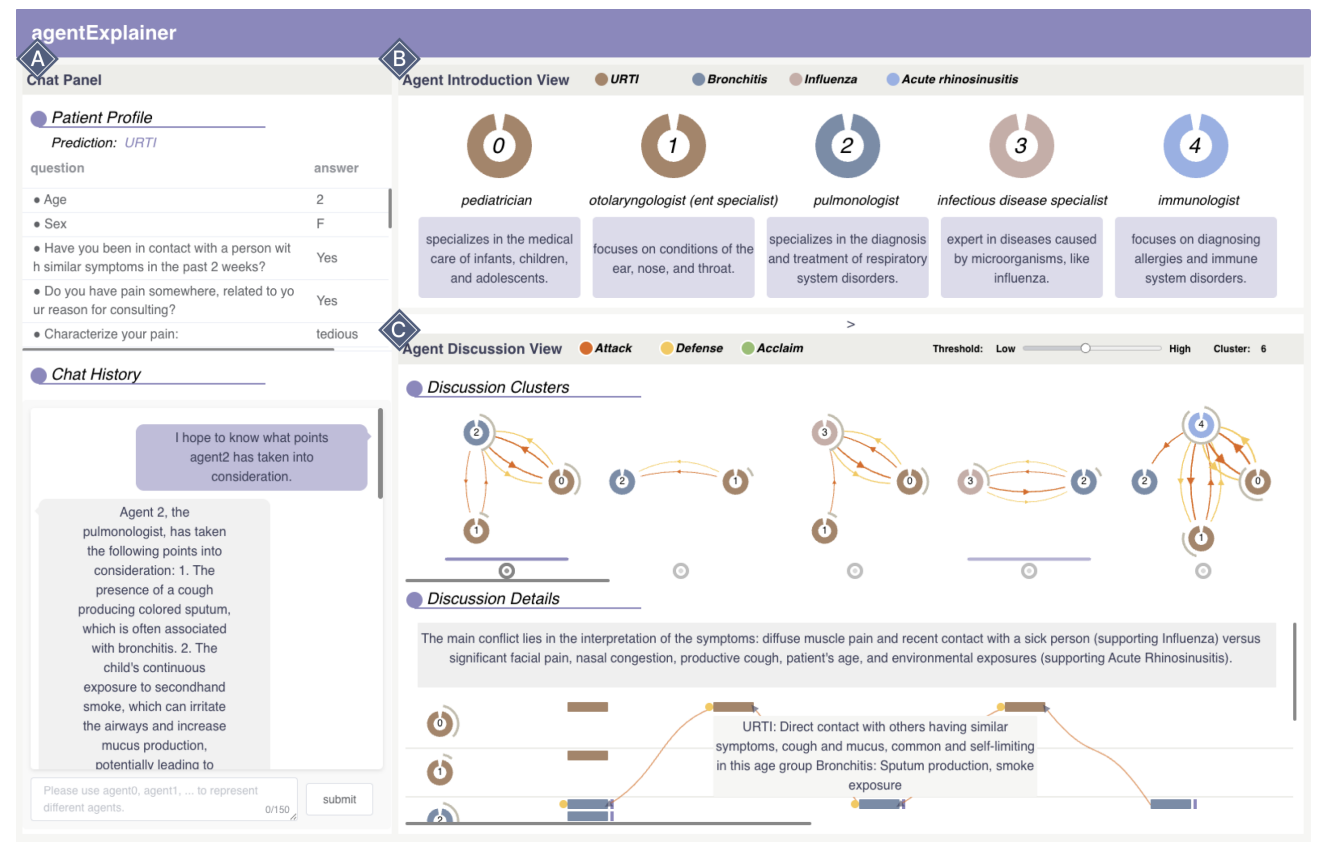 agentExplainer
A
Chat Panel
Patient Profile
Prediction: URTI
question answer
• Age 2
• Sex F
• Have you been in contact with a person wit
h similar symptoms in the past 2 weeks?
Yes
• Do you have pain somewhere, related to yo
ur reason for consulting?
Yes
• Characterize your pain: tedious
Chat History
I hope to know what points
agent2 has taken into
consideration.
Agent 2, the
pulmonologist, has taken
the following points into
consideration: 1. The
presence of a cough
producing colored sputum,
which is often associated
with bronchitis. 2. The
child's continuous
exposure to secondhand
smoke, which can irritate
the airways and increase
mucus production,
potentially leading to
Please use agent0, agent1, ... to represent
different agents.
0/150
submit
B
Agent Introduction View URTI Bronchitis Influenza Acute rhinosinusitis
0 1 2 3 4
pediatrician otolaryngologist (ent specialist) pulmonologist infectious disease specialist immunologist
specializes in the medical
care of infants, children,
and adolescents.
focuses on conditions of the
ear, nose, and throat.
specializes in the diagnosis
and treatment of respiratory
system disorders.
expert in diseases caused
by microorganisms, like
influenza.
focuses on diagnosing
allergies and immune
system disorders.
>
C
Agent Discussion View Attack Defense Acclaim Threshold: Low High Cluster: 6
Discussion Clusters
2
0
1
2
1
3
0
1
3
2
4
2
0
1
Discussion Details
The main conflict lies in the interpretation of the symptoms: diffuse muscle pain and recent contact with a sick person (supporting Influenza) versus
significant facial pain, nasal congestion, productive cough, patient's age, and environmental exposures (supporting Acute Rhinosinusitis).
0
1
2
URTI: Direct contact with others having similar
symptoms, cough and mucus, common and self-limiting
in this age group Bronchitis: Sputum production, smoke
exposure